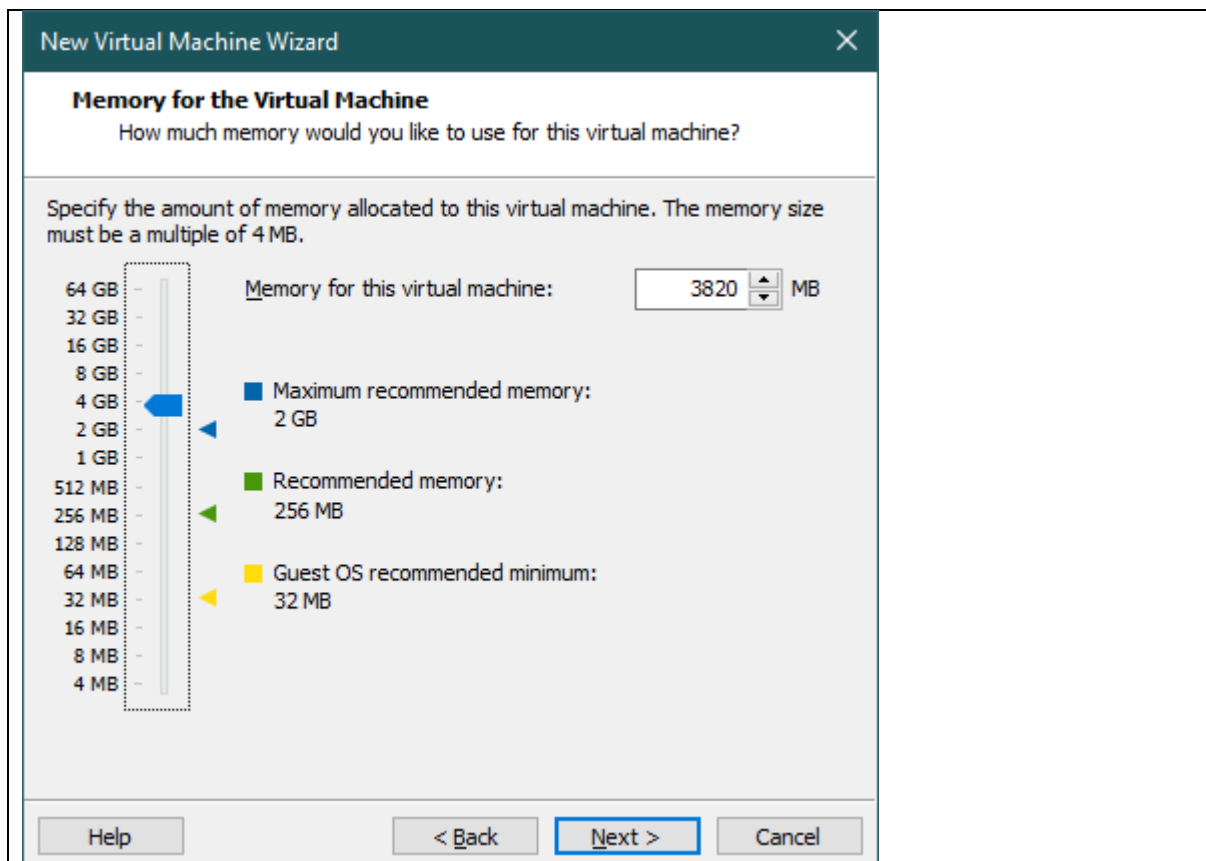 New Virtual Machine Wizard
Memory for the Virtual Machine
How much memory would you like to use for this virtual machine?
Specify the amount of memory allocated to this virtual machine. The memory size
must be a multiple of 4 MB.
64 GB
32 GB
16 GB
8 GB
4 GB
2 GB
1 GB
512 MB
256 MB
128 MB
64 MB
32 MB
16 MB
8 MB
4 MB
Memory for this virtual machine: 3820 MB
Maximum recommended memory:
2 GB
Recommended memory:
256 MB
Guest OS recommended minimum:
32 MB
Help < Back Next > Cancel